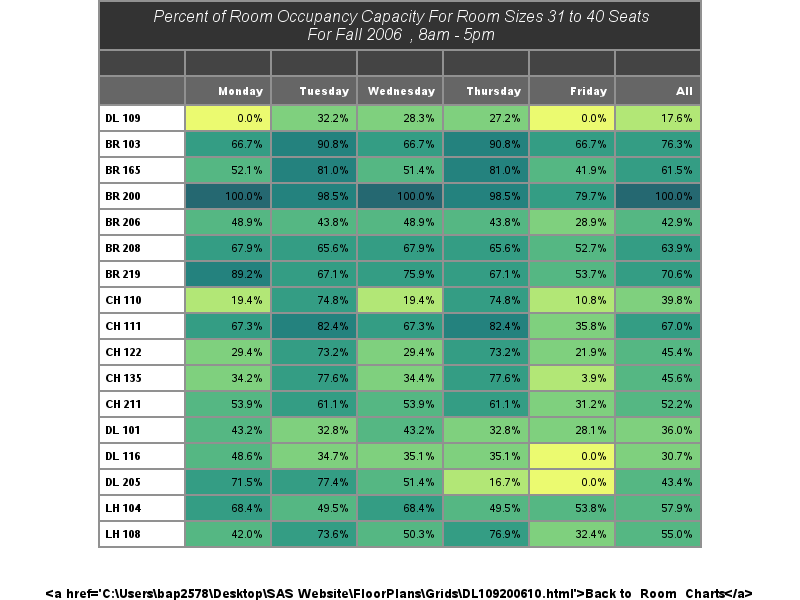 Percent of Room Occupancy Capacity For Room Sizes 31 to 40 Seats
For Fall 2006 , 8am - 5pm
Monday Tuesday Wednesday Thursday Friday All
DL 109 0.0% 32.2% 28.3% 27.2% 0.0% 17.6%
BR 103 66.7% 90.8% 66.7% 90.8% 66.7% 76.3%
BR 165 52.1% 81.0% 51.4% 81.0% 41.9% 61.5%
BR 200 100.0% 98.5% 100.0% 98.5% 79.7% 100.0%
BR 206 48.9% 43.8% 48.9% 43.8% 28.9% 42.9%
BR 208 67.9% 65.6% 67.9% 65.6% 52.7% 63.9%
BR 219 89.2% 67.1% 75.9% 67.1% 53.7% 70.6%
CH 110 19.4% 74.8% 19.4% 74.8% 10.8% 39.8%
CH 111 67.3% 82.4% 67.3% 82.4% 35.8% 67.0%
CH 122 29.4% 73.2% 29.4% 73.2% 21.9% 45.4%
CH 135 34.2% 77.6% 34.4% 77.6% 3.9% 45.6%
CH 211 53.9% 61.1% 53.9% 61.1% 31.2% 52.2%
DL 101 43.2% 32.8% 43.2% 32.8% 28.1% 36.0%
DL 116 48.6% 34.7% 35.1% 35.1% 0.0% 30.7%
DL 205 71.5% 77.4% 51.4% 16.7% 0.0% 43.4%
LH 104 68.4% 49.5% 68.4% 49.5% 53.8% 57.9%
LH 108 42.0% 73.6% 50.3% 76.9% 32.4% 55.0%
<a href='C:\Users\bap2578\Desktop\SAS Website\FloorPlans\Grids\DL109200610.html'>Back to Room Charts</a>